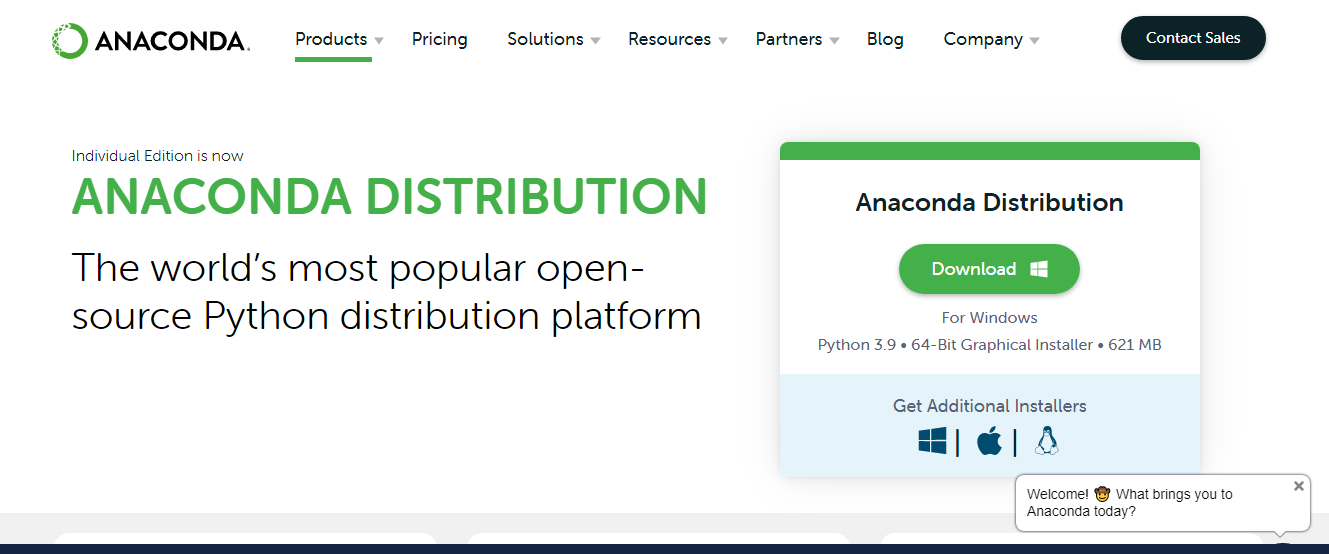 ANACONDA.
Products
Pricing
Solutions
Resources
Partners
Blog
Company
Contact Sales
Individual Edition is now
ANACONDA DISTRIBUTION
The world's most popular open-
source Python distribution platform
Anaconda Distribution
Download
For Windows
Python 3.9 • 64-Bit Graphical Installer • 621 MB
Get Additional Installers
Welcome! 🤠 What brings you to
Anaconda today?